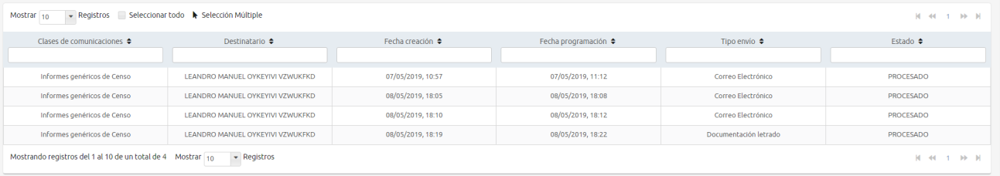 Mostrar 10 Registros Seleccionar todo Selección Múltiple 1
Clases de comunicaciones Destinatario Fecha creación Fecha programación Tipo envío Estado
Informes genéricos de Censo LEANDRO MANUEL OYKEYIVI VZWUKFKD 07/05/2019, 10:57 07/05/2019, 11:12 Correo Electrónico PROCESADO
Informes genéricos de Censo LEANDRO MANUEL OYKEYIVI VZWUKFKD 08/05/2019, 18:05 08/05/2019, 18:08 Correo Electrónico PROCESADO
Informes genéricos de Censo LEANDRO MANUEL OYKEYIVI VZWUKFKD 08/05/2019, 18:10 08/05/2019, 18:12 Correo Electrónico PROCESADO
Informes genéricos de Censo LEANDRO MANUEL OYKEYIVI VZWUKFKD 08/05/2019, 18:19 08/05/2019, 18:22 Documentación letrado PROCESADO
Mostrando registros del 1 al 10 de un total de 4 Mostrar 10 Registros 1